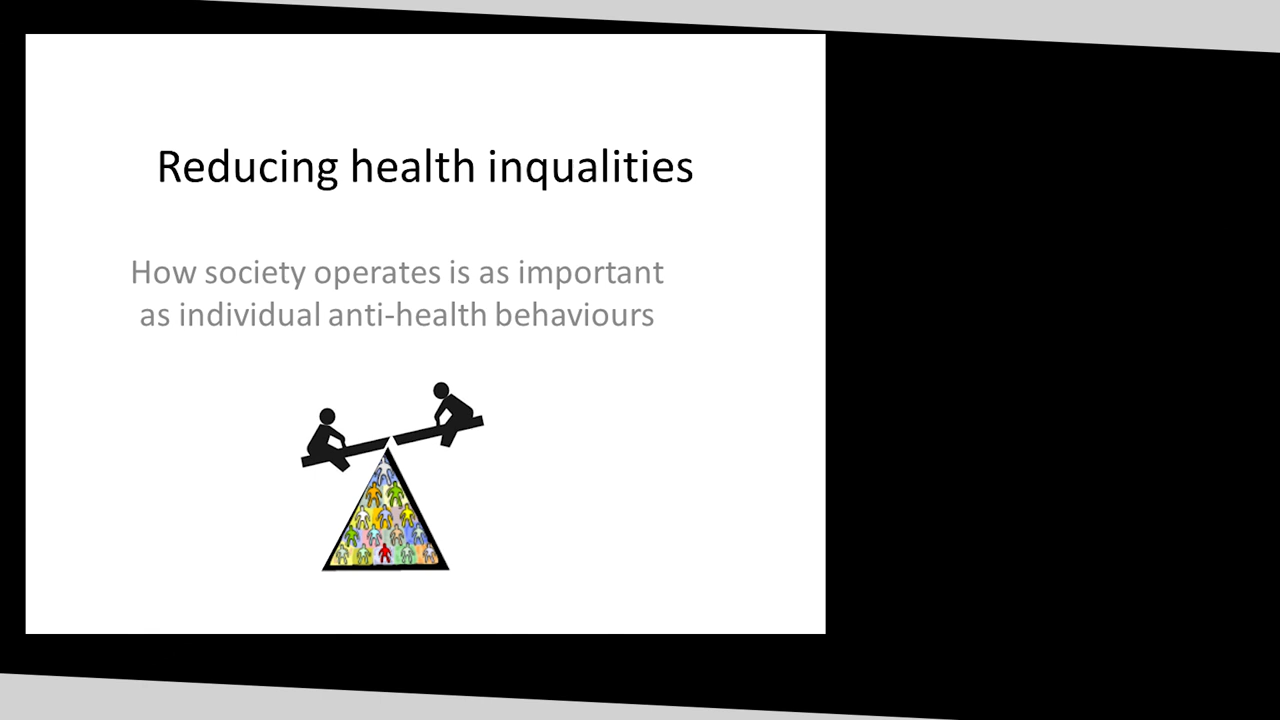 Reducing health inqualities
How society operates is as important
as individual anti-health behaviours